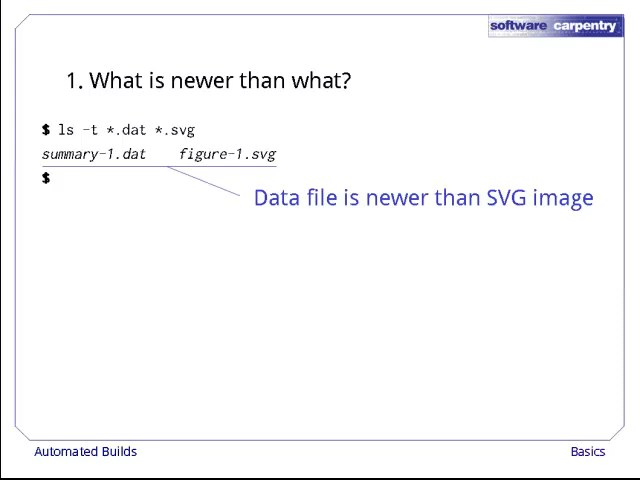 software carpentry
1. What is newer than what?
$ ls -t *.dat *.svg
summary-1.dat    figure-1.svg
$
Data file is newer than SVG image
Automated Builds
Basics